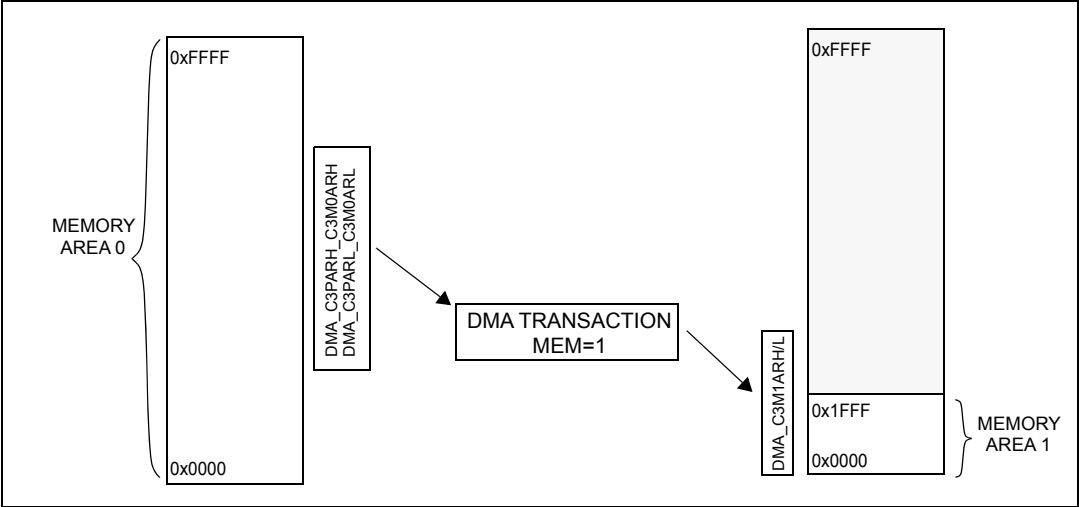 0xFFFF
MEMORY
AREA 0
0x0000
DMA_C3PARH_C3M0ARH
DMA_C3PARL_C3M0ARL
DMA TRANSACTION
MEM=1
DMA_C3M1ARH/L
0xFFFF
0x1FFF
0x0000
MEMORY
AREA 1